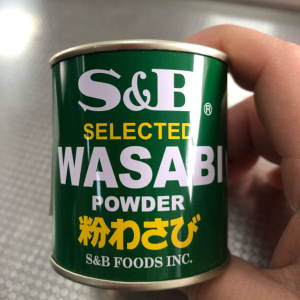 S&B®
SELECTED
WASABI
POWDER
粉わさび
S&B FOODS INC.